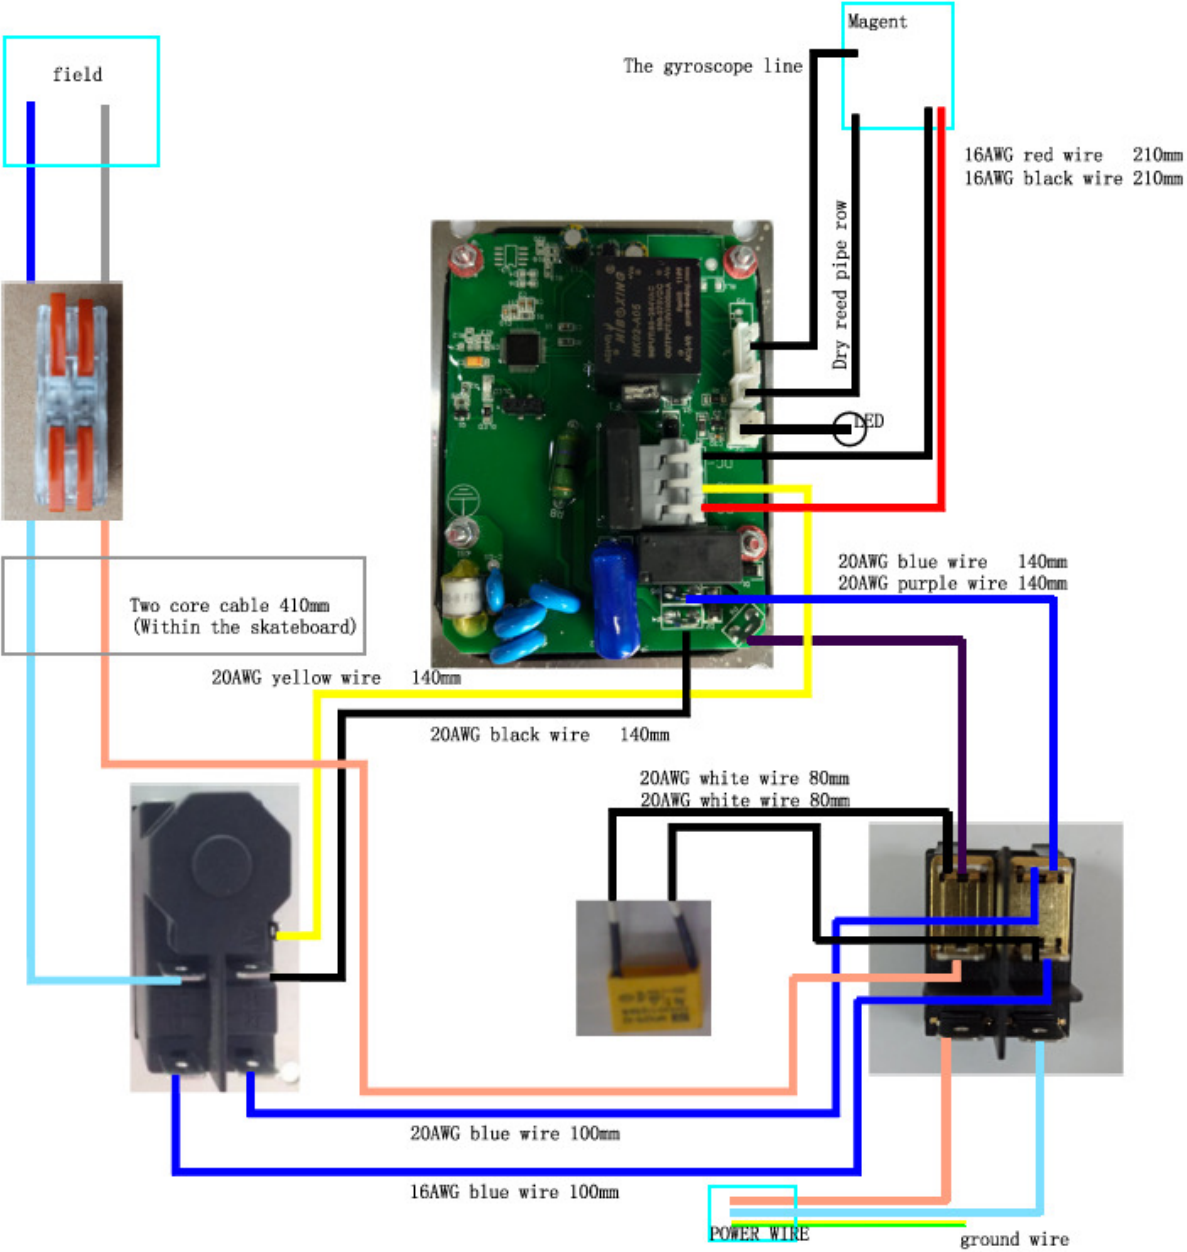 Magent
field
The gyroscope line
16AWG red wire 210mm
16AWG black wire 210mm
Dry reed pipe row
HK02-A05
LED
20AWG blue wire 140mm
20AWG purple wire 140mm
Two core cable 410mm
(Within the skateboard)
20AWG yellow wire 140mm
20AWG black wire 140mm
20AWG white wire 80mm
20AWG white wire 80mm
20AWG blue wire 100mm
16AWG blue wire 100mm
POWER WIRE
ground wire